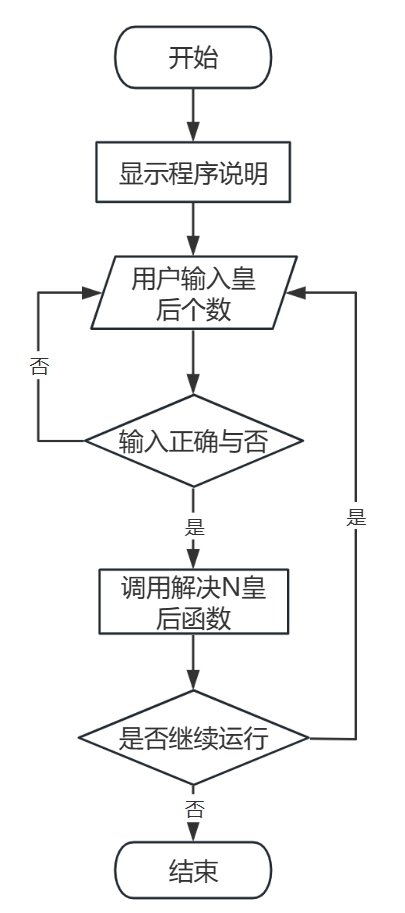 开始
显示程序说明
用户输入皇
后个数
否
输入正确与否
是
是
调用解决N皇
后函数
是否继续运行
否
结束